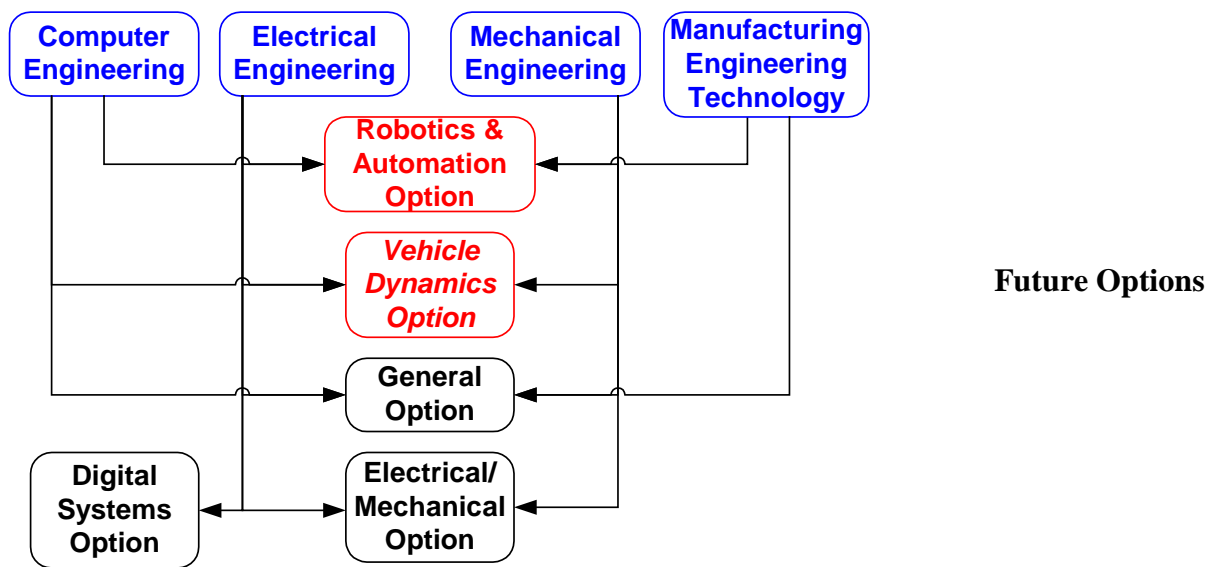 Computer
Engineering
Electrical
Engineering
Mechanical
Engineering
Manufacturing
Engineering
Technology
Robotics &
Automation
Option
Vehicle
Dynamics
Option
Future Options
General
Option
Digital
Systems
Option
Electrical/
Mechanical
Option